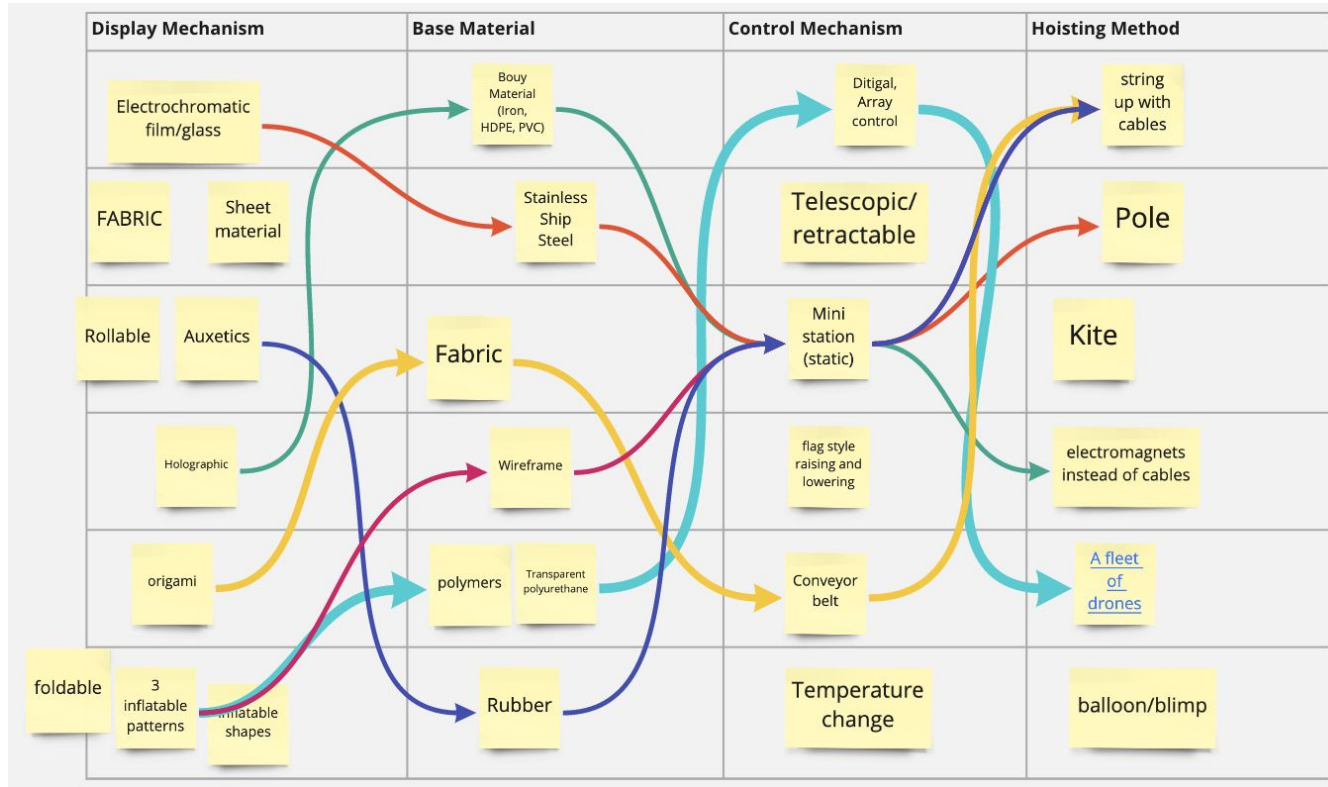 Display Mechanism
Base Material
Control Mechanism
Hoisting Method
Electrochromatic
film/glass
Bouy
Material
(Iron,
HDPE, PVC)
Ditigal,
Array
control
string
up with
cables
FABRIC
Sheet
material
Stainless
Ship
Steel
Telescopic/
retractable
Pole
Rollable
Auxetics
Fabric
Mini
station
(static)
Kite
Holographic
Wireframe
flag style
raising and
lowering
electromagnets
instead of cables
origami
polymers
Transparent
polyurethane
Conveyor
belt
A fleet
of
drones
foldable
3
inflatable
patterns
inflatable
shapes
Rubber
Temperature
change
balloon/blimp